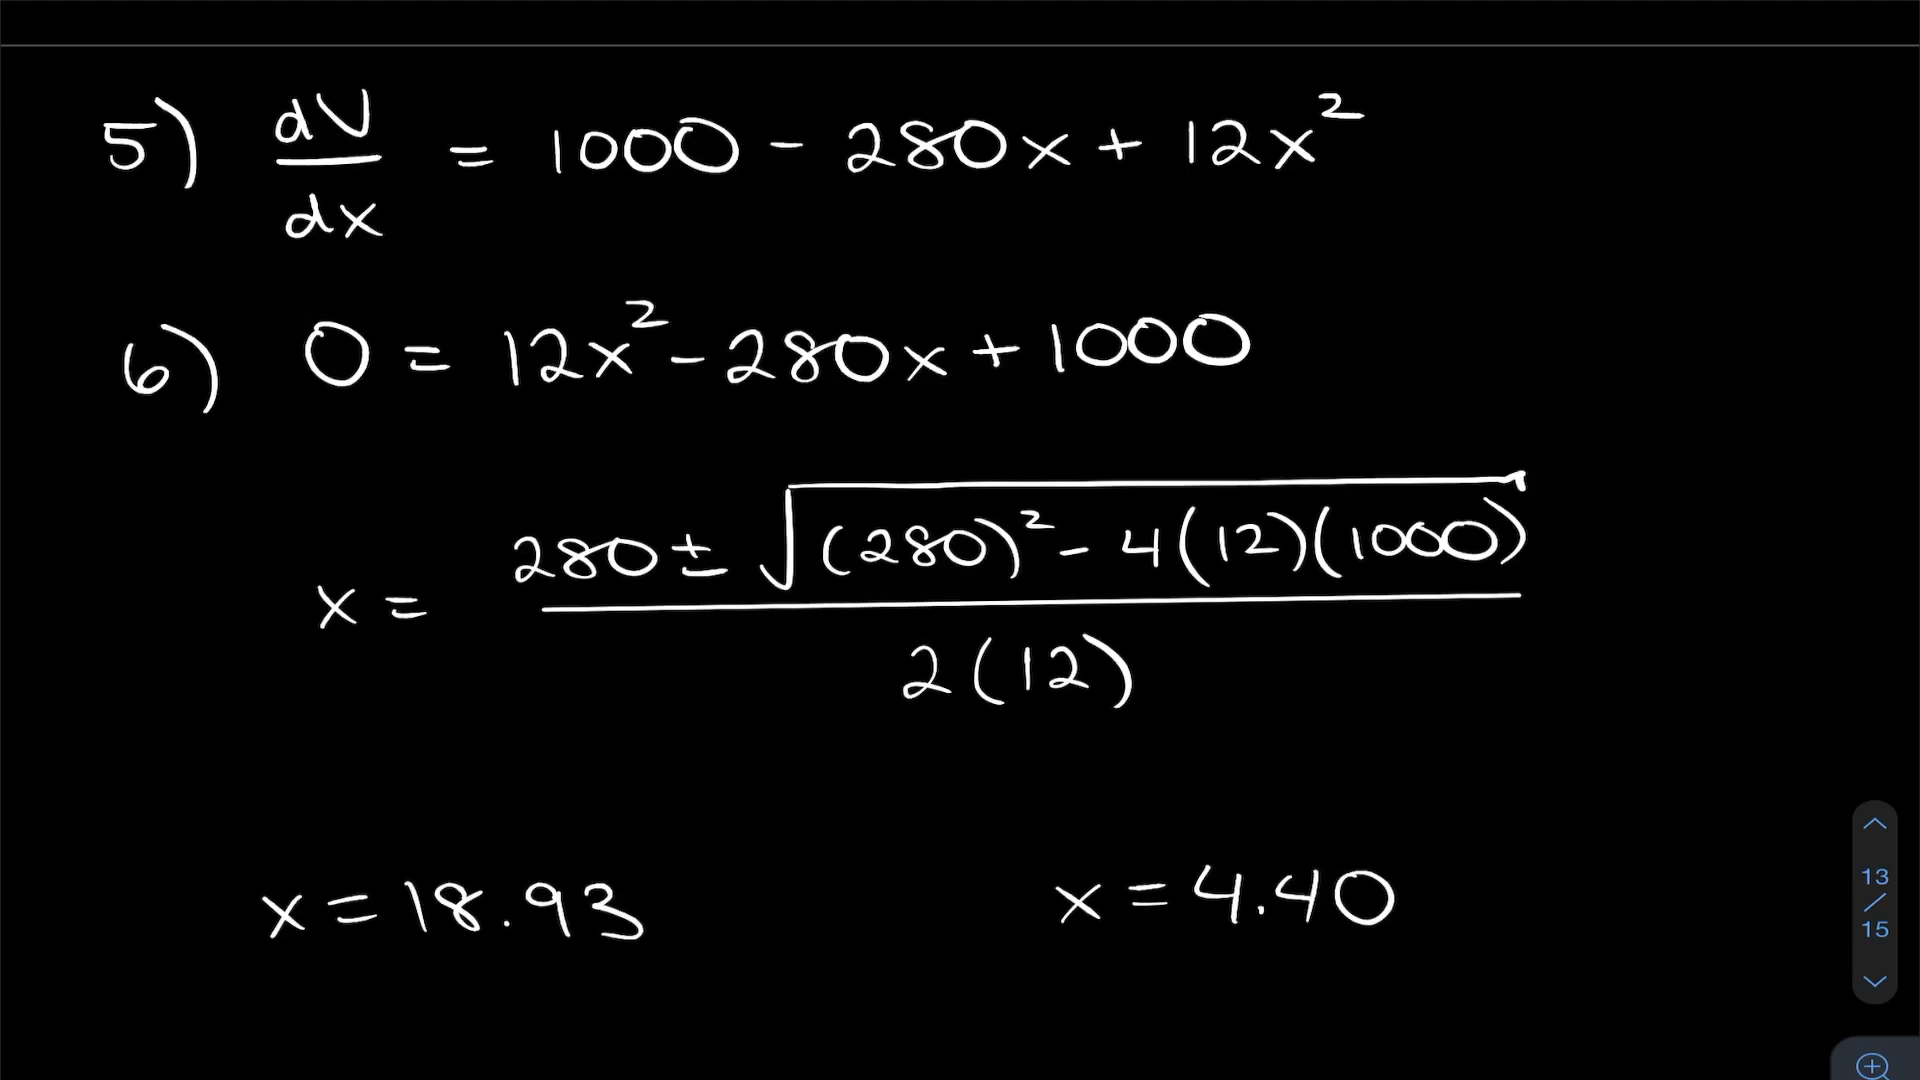 5) dV/dx = 1000 - 280x + 12x²
6) 0 = 12x² - 280x + 1000
x = (280 ± √((280)² - 4(12)(1000))) / 2(12)
x = 18.93 x = 4.40
13
/
15